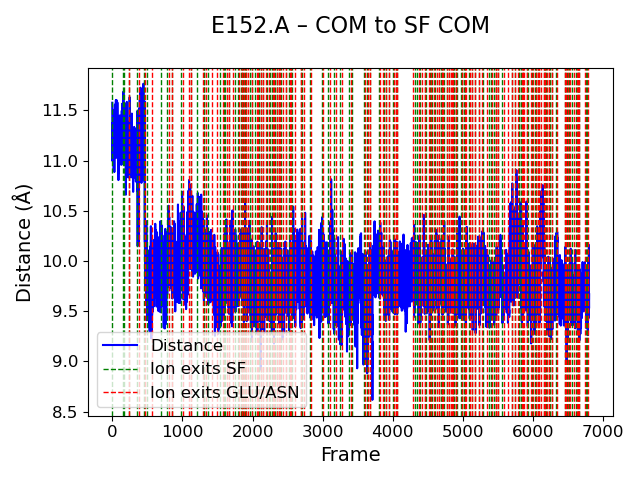 E152.A – COM to SF COM
Distance (Å)
11.5
11.0
10.5
10.0
9.5
9.0
8.5
Distance
Ion exits SF
Ion exits GLU/ASN
0 1000 2000 3000 4000 5000 6000 7000
Frame